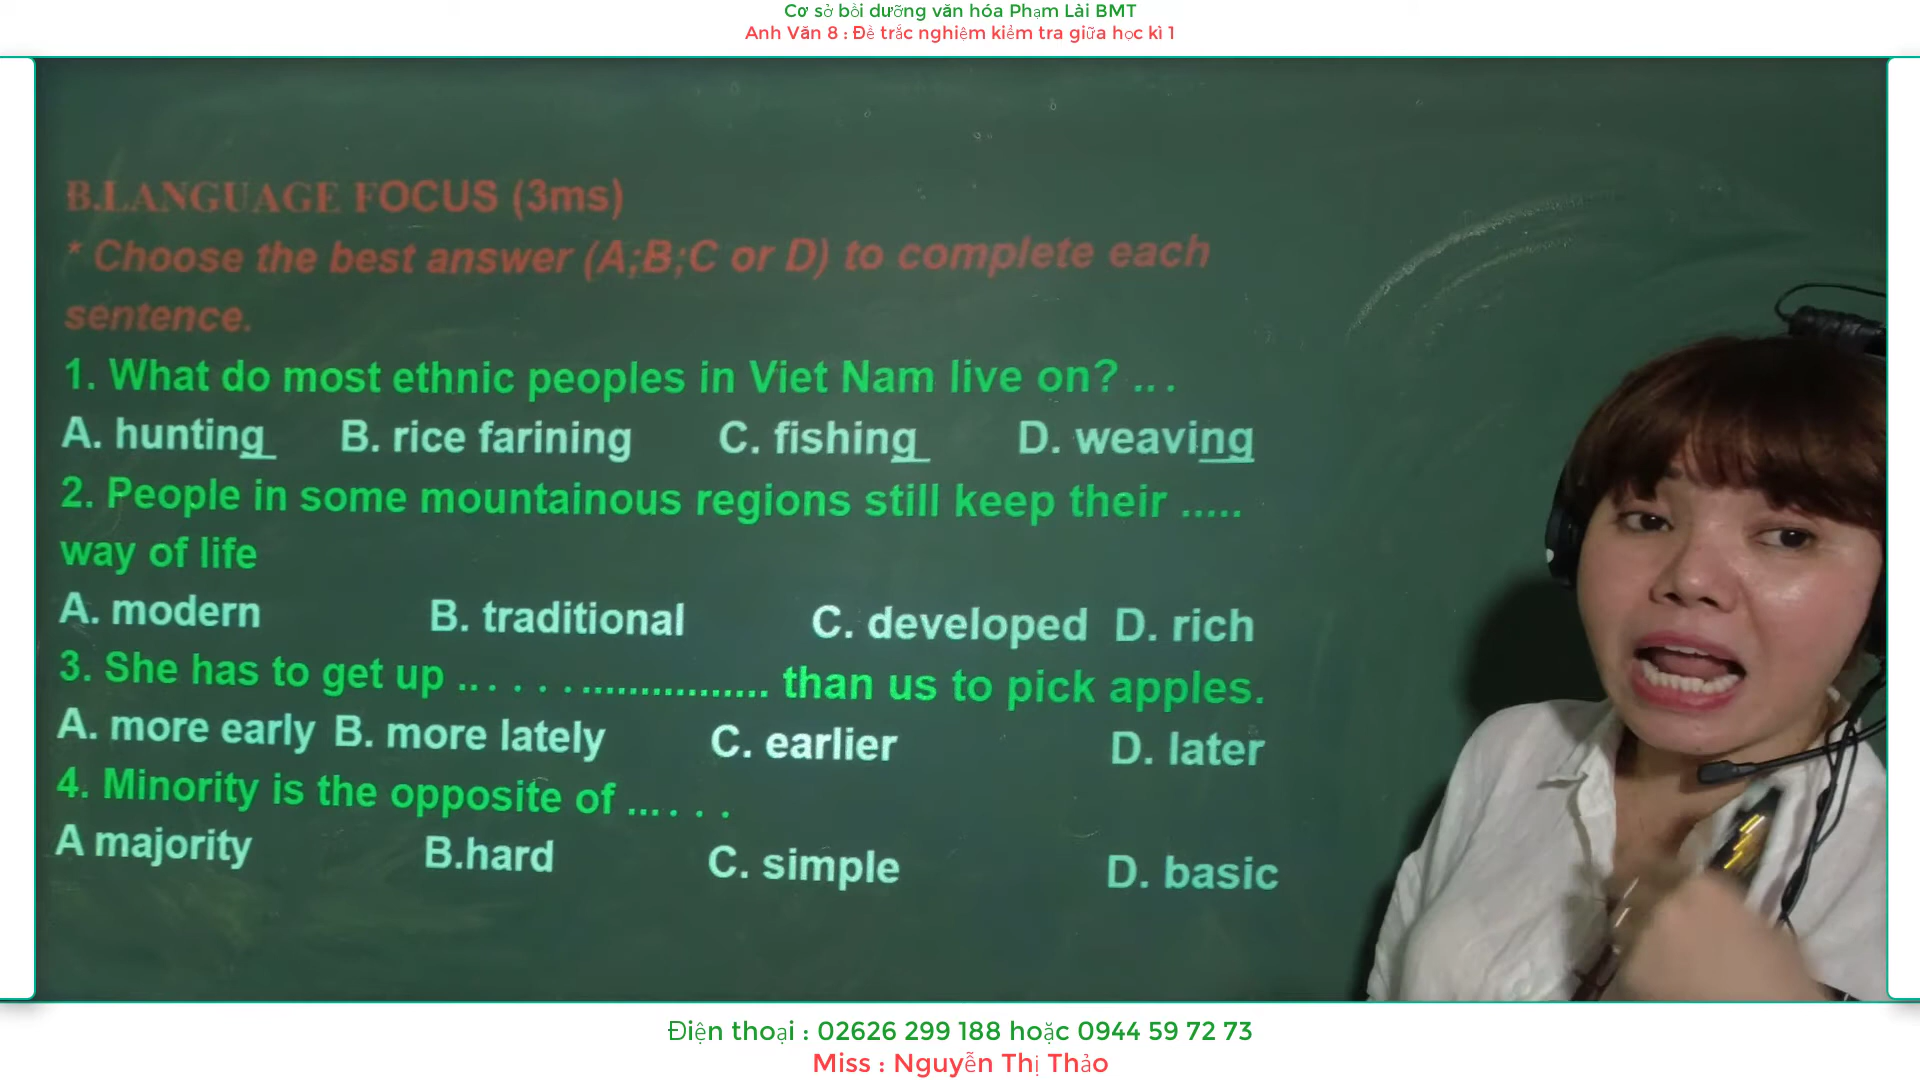 Cơ sở bồi dưỡng văn hóa Phạm Lài BMT
Anh Văn 8 : Đề trắc nghiệm kiểm tra giữa học kì 1
B.LANGUAGE FOCUS (3ms)
* Choose the best answer (A;B;C or D) to complete each
sentence.
1. What do most ethnic peoples in Viet Nam live on? ...
A. hunting B. rice farining C. fishing D. weaving
2. People in some mountainous regions still keep their .....
way of life
A. modern B. traditional C. developed D. rich
3. She has to get up .. . . . . ................ than us to pick apples.
A. more early B. more lately C. earlier D. later
4. Minority is the opposite of ... . . .
A majority B.hard C. simple D. basic
Điện thoại : 02626 299 188 hoặc 0944 59 72 73
Miss : Nguyễn Thị Thảo